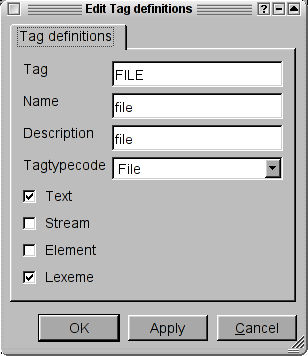 Edit Tag definitions
Tag definitions
Tag FILE
Name file
Description file
Tagtypecode File
Text
Stream
Element
Lexeme
OK Apply Cancel